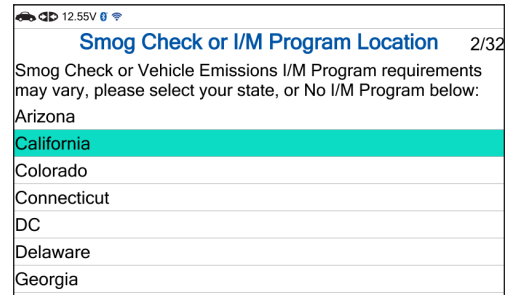 12.55V
Smog Check or I/M Program Location 2/32
Smog Check or Vehicle Emissions I/M Program requirements
may vary, please select your state, or No I/M Program below:
Arizona
California
Colorado
Connecticut
DC
Delaware
Georgia